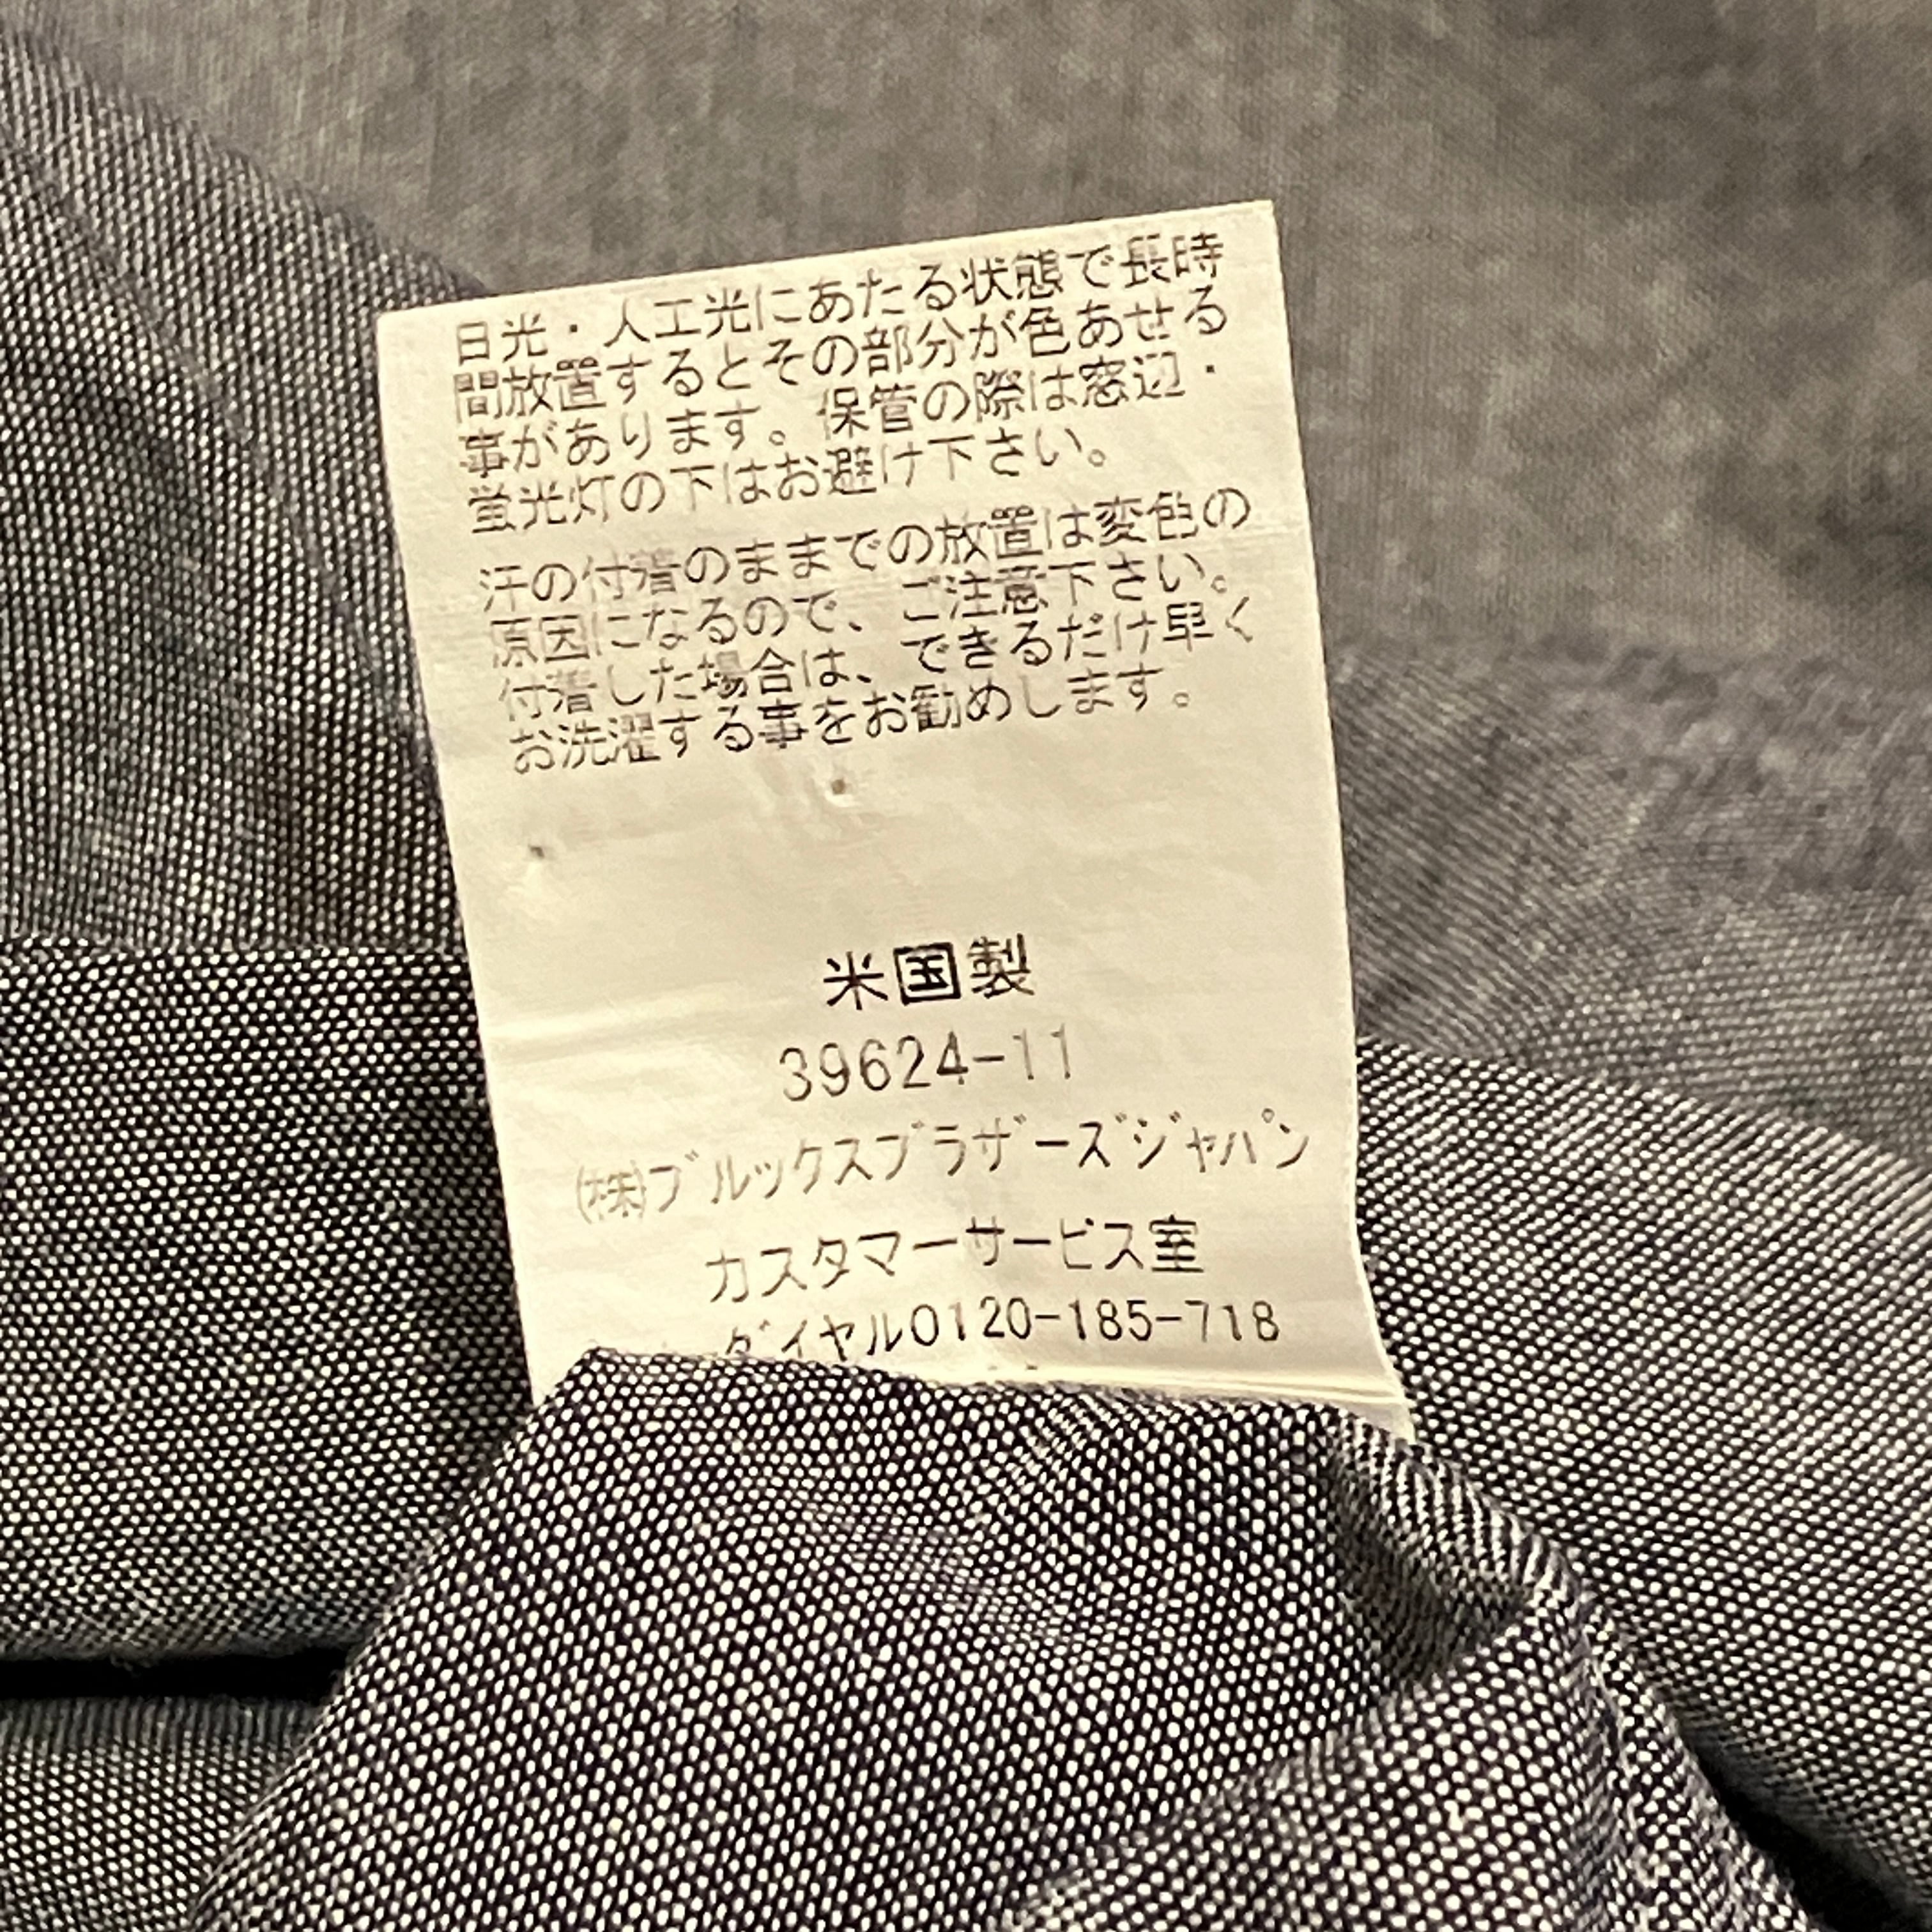 日光・人工光にあたる状態で長時
間放置するとその部分が色あせる
事があります。保管の際は窓辺・
蛍光灯の下はお避け下さい。
汗の付着のままでの放置は変色の
原因になるので、ご注意下さい。
付着した場合は、できるだけ早く
お洗濯する事をお勧めします。
米国製
39624-11
㈱ブルックスブラザーズジャパン
カスタマーサービス室
ダイヤル0120-185-718